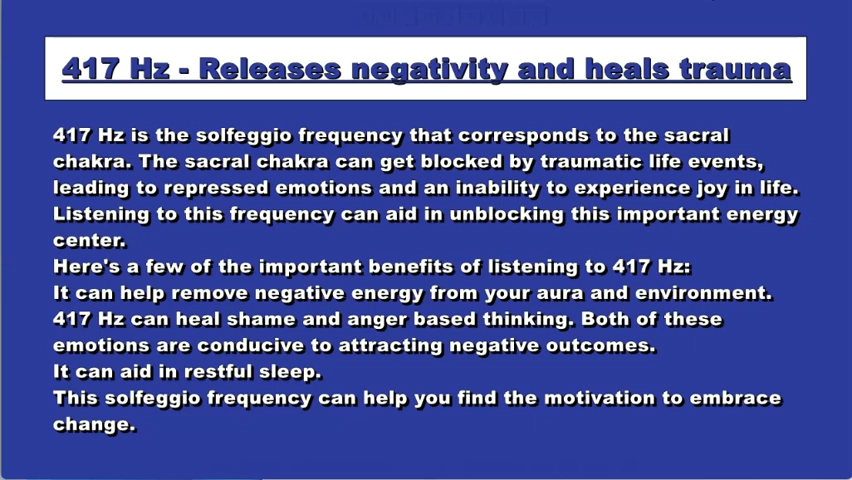 417 Hz - Releases negativity and heals trauma
417 Hz is the solfeggio frequency that corresponds to the sacral
chakra. The sacral chakra can get blocked by traumatic life events,
leading to repressed emotions and an inability to experience joy in life.
Listening to this frequency can aid in unblocking this important energy
center.
Here's a few of the important benefits of listening to 417 Hz:
It can help remove negative energy from your aura and environment.
417 Hz can heal shame and anger based thinking. Both of these
emotions are conducive to attracting negative outcomes.
It can aid in restful sleep.
This solfeggio frequency can help you find the motivation to embrace
change.